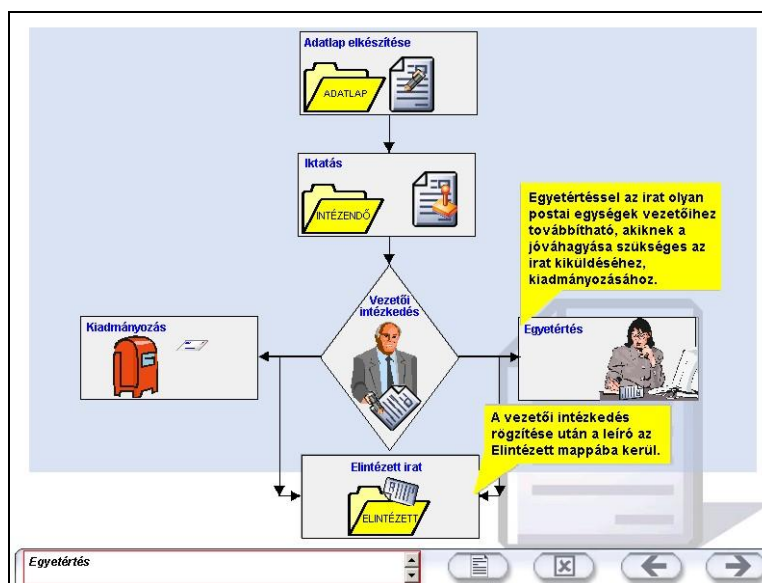 Adatlap elkészítése
ADATLAP
Iktatás
INTÉZENDŐ
Egyetértéssel az irat olyan
postai egységek vezetőihez
továbbítható, akiknek a
jóváhagyása szükséges az
irat kiküldéséhez,
kiadmányozásához.
Vezetői
intézkedés
Kiadmányozás
Egyetértés
A vezetői intézkedés
rögzítése után a leíró az
Elintézett mappába kerül.
Elintézett irat
ELINTÉZETT
Egyetértés